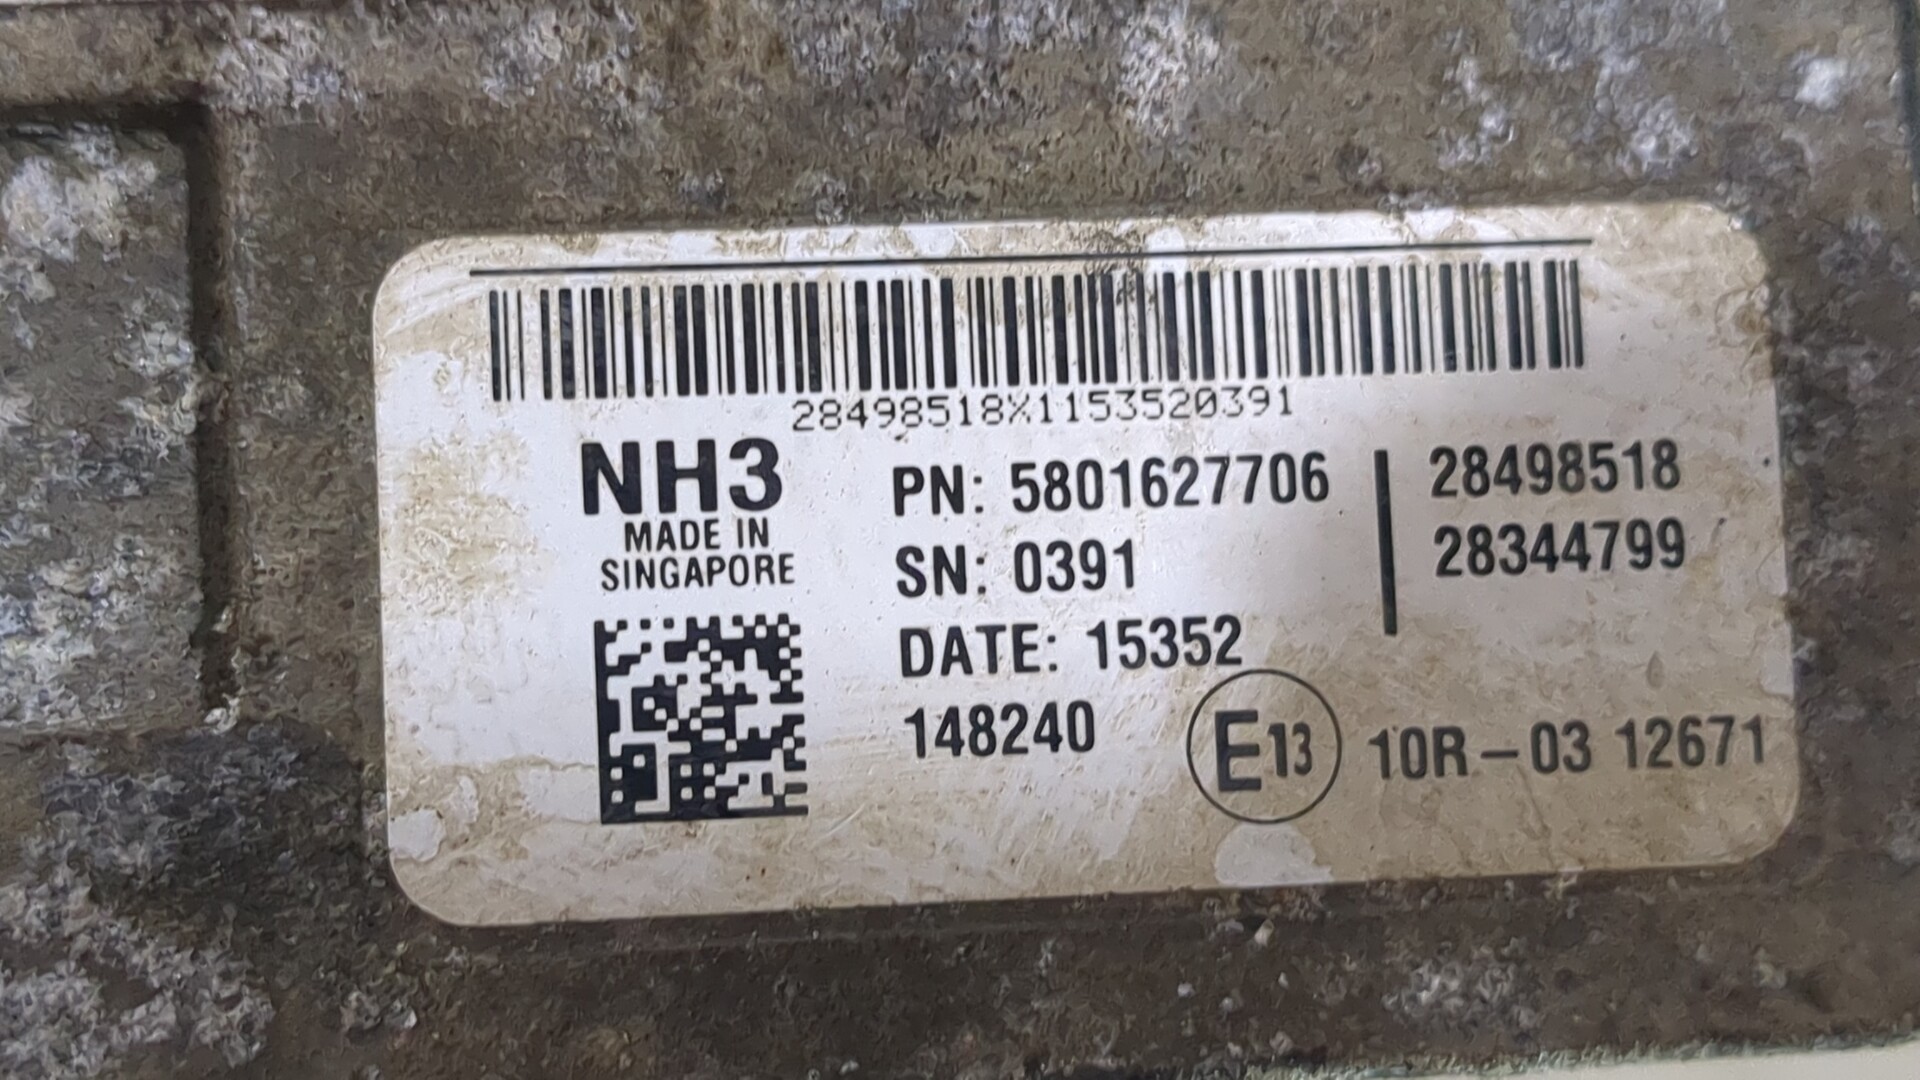 28498518X1153520391
NH3
MADE IN
SINGAPORE
PN: 5801627706
SN: 0391
DATE: 15352
148240
28498518
28344799
E13 10R-03 12671